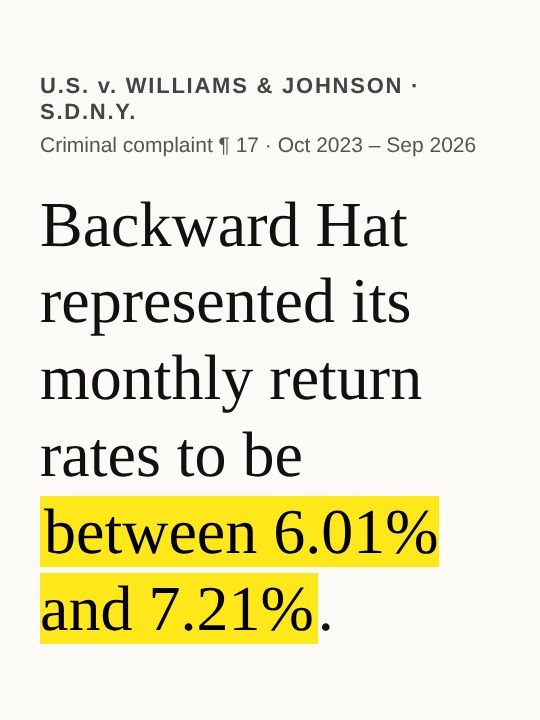 U.S. v. WILLIAMS & JOHNSON ·
S.D.N.Y.
Criminal complaint ¶ 17 · Oct 2023 – Sep 2026
Backward Hat
represented its
monthly return
rates to be
between 6.01%
and 7.21%.